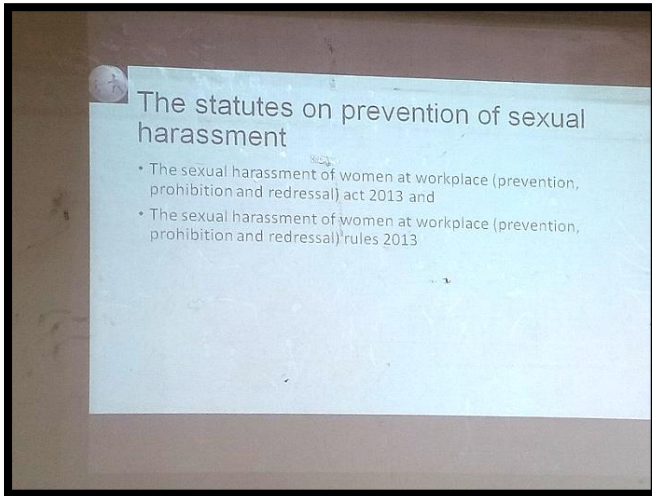 The statutes on prevention of sexual
harassment
• The sexual harassment of women at workplace (prevention,
prohibition and redressal) act 2013 and
• The sexual harassment of women at workplace (prevention,
prohibition and redressal) rules 2013